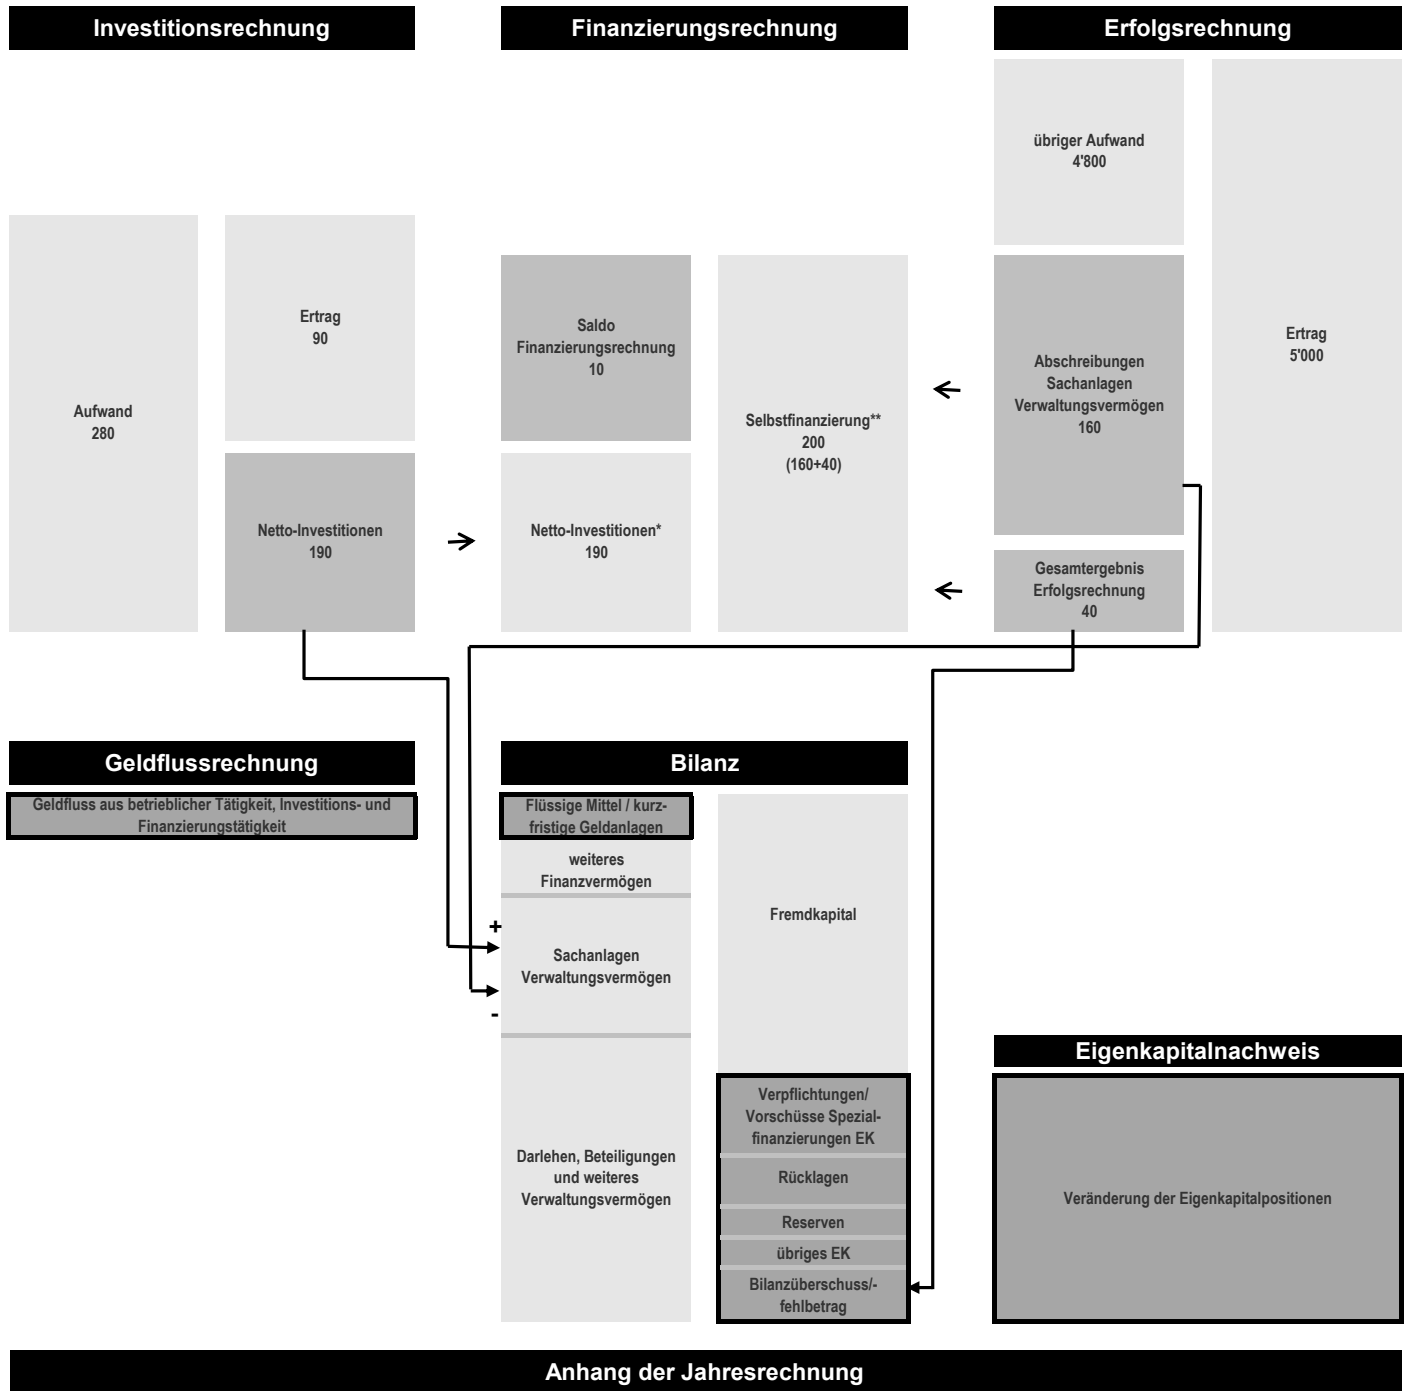 Investitionsrechnung
Finanzierungsrechnung
Erfolgsrechnung
Aufwand
280
Ertrag
90
Netto-Investitionen
190
Saldo
Finanzierungsrechnung
10
Netto-Investitionen*
190
Selbstfinanzierung**
200
(160+40)
übriger Aufwand
4'800
Abschreibungen
Sachanlagen
Verwaltungsvermögen
160
Gesamtergebnis
Erfolgsrechnung
40
Ertrag
5'000
Geldflussrechnung
Geldfluss aus betrieblicher Tätigkeit, Investitions- und
Finanzierungstätigkeit
Bilanz
Flüssige Mittel / kurz-
fristige Geldanlagen
weiteres
Finanzvermögen
+
Sachanlagen
Verwaltungsvermögen
-
Darlehen, Beteiligungen
und weiteres
Verwaltungsvermögen
Fremdkapital
Verpflichtungen/
Vorschüsse Spezial-
finanzierungen EK
Rücklagen
Reserven
übriges EK
Bilanzüberschuss/-
fehlbetrag
Eigenkapitalnachweis
Veränderung der Eigenkapitalpositionen
Anhang der Jahresrechnung